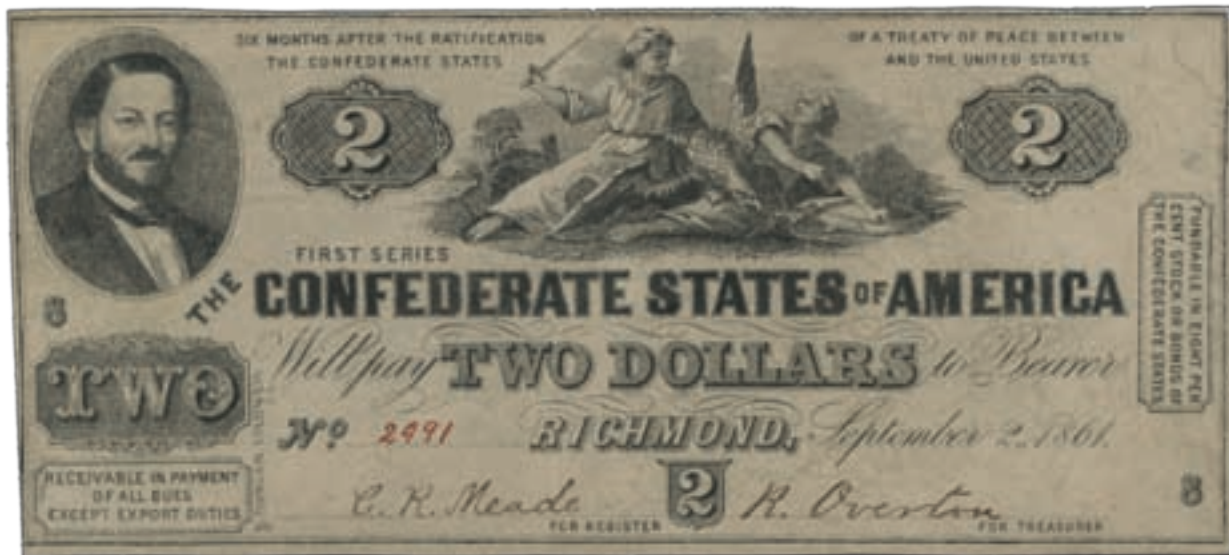 SIX MONTHS AFTER THE RATIFICATION OF A TREATY OF PEACE BETWEEN
THE CONFEDERATE STATES AND THE UNITED STATES
2 2
FIRST SERIES
THE CONFEDERATE STATES OF AMERICA
8
Will pay TWO DOLLARS to Bearer
TWO
No 2991 RICHMOND, September 2, 1861.
RECEIVABLE IN PAYMENT
OF ALL DUES
EXCEPT EXPORT DUTIES
C. R. Meade 2 R. Overton
FOR REGISTER FOR TREASURER
8
FUNDABLE IN EIGHT PER
CENT STOCK OR BONDS OF
THE CONFEDERATE STATES